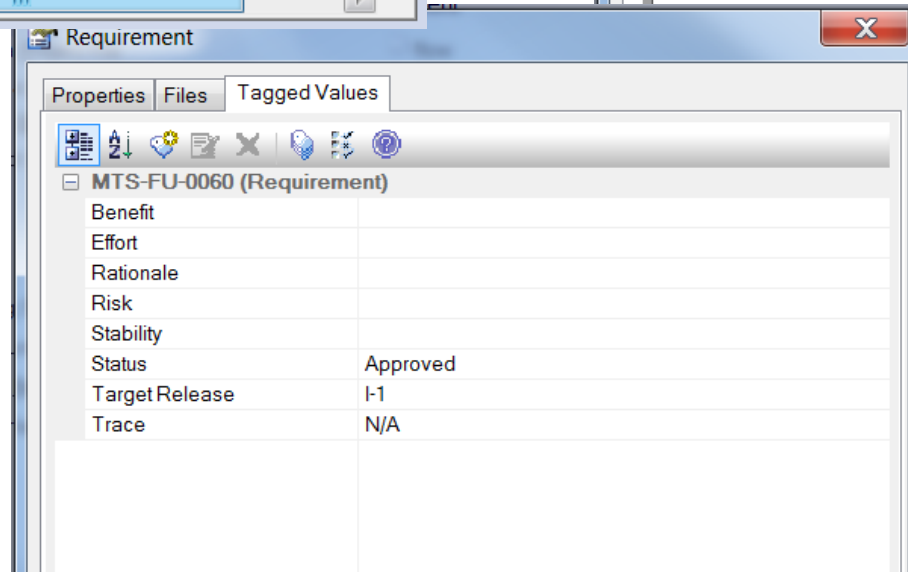 Requirement
Properties Files Tagged Values
MTS-FU-0060 (Requirement)
Benefit
Effort
Rationale
Risk
Stability
Status Approved
Target Release I-1
Trace N/A